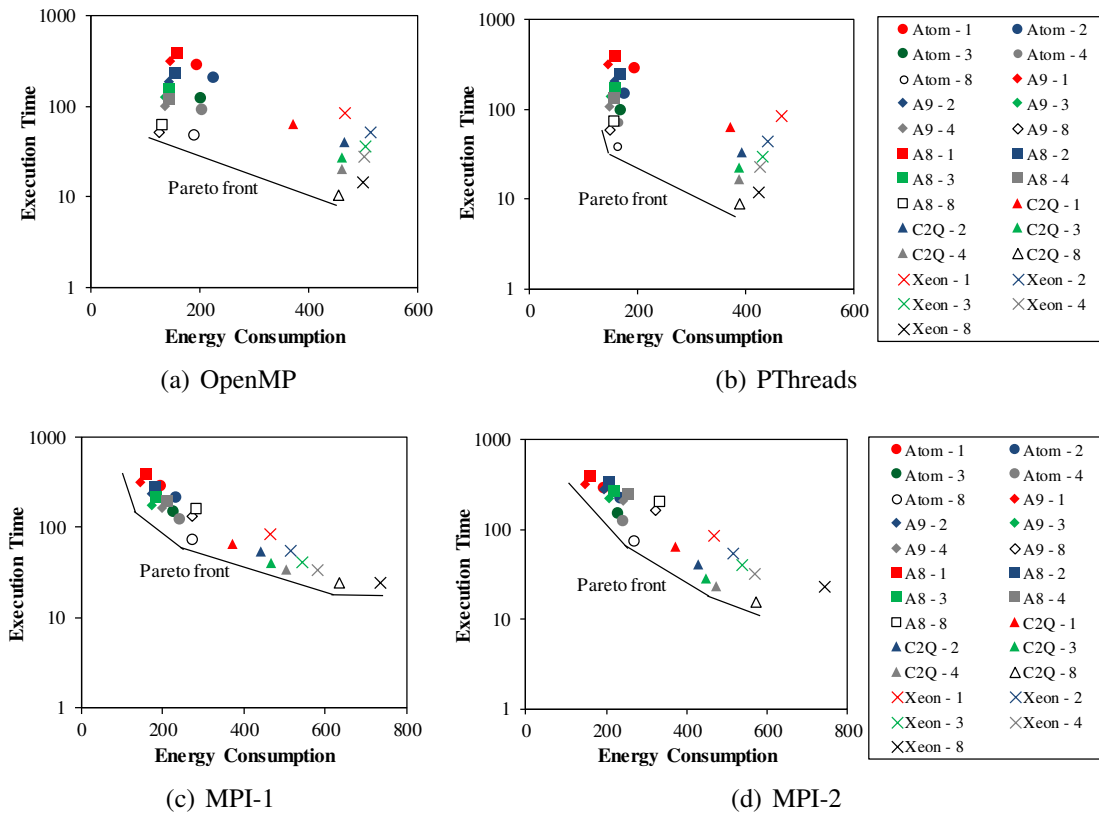 1000
100
10
1
Execution Time
0
200
400
600
Energy Consumption
Pareto front
(a) OpenMP
1000
100
10
1
Execution Time
0
200
400
600
Energy Consumption
Pareto front
(b) PThreads
Atom - 1
Atom - 2
Atom - 3
Atom - 4
Atom - 8
A9 - 1
A9 - 2
A9 - 3
A9 - 4
A9 - 8
A8 - 1
A8 - 2
A8 - 3
A8 - 4
A8 - 8
C2Q - 1
C2Q - 2
C2Q - 3
C2Q - 4
C2Q - 8
Xeon - 1
Xeon - 2
Xeon - 3
Xeon - 4
Xeon - 8
1000
100
10
1
Execution Time
0
200
400
600
800
Energy Consumption
Pareto front
(c) MPI-1
1000
100
10
1
Execution Time
0
200
400
600
800
Energy Consumption
Pareto front
(d) MPI-2
Atom - 1
Atom - 2
Atom - 3
Atom - 4
Atom - 8
A9 - 1
A9 - 2
A9 - 3
A9 - 4
A9 - 8
A8 - 1
A8 - 2
A8 - 3
A8 - 4
A8 - 8
C2Q - 1
C2Q - 2
C2Q - 3
C2Q - 4
C2Q - 8
Xeon - 1
Xeon - 2
Xeon - 3
Xeon - 4
Xeon - 8